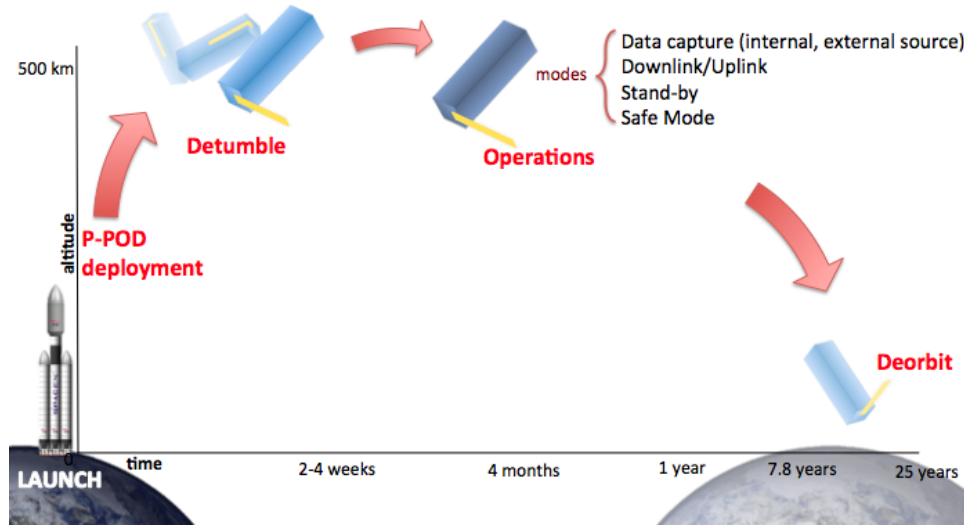 500 km
Detumble
Operations
modes
Data capture (internal, external source)
Downlink/Uplink
Stand-by
Safe Mode
altitude
P-POD
deployment
Deorbit
LAUNCH
0
time
2-4 weeks
4 months
1 year
7.8 years
25 years